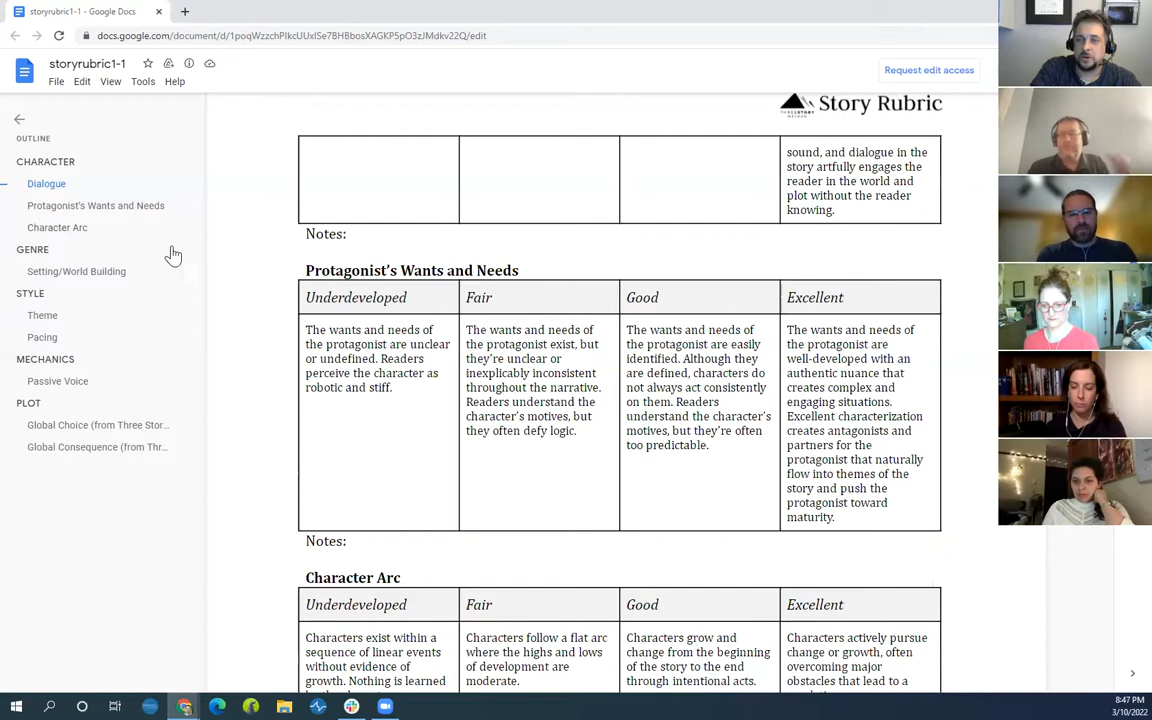 storyrubric1-1 - Google Docs
docs.google.com/document/d/1poqWzzchPIkcUUxlSe7BHBbosXAGKP5pO3zJMdkv22Q/edit
storyrubric1-1
File Edit View Tools Help
Request edit access
OUTLINE
CHARACTER
Dialogue
Protagonist's Wants and Needs
Character Arc
GENRE
Setting/World Building
STYLE
Theme
Pacing
MECHANICS
Passive Voice
PLOT
Global Choice (from Three Stor...
Global Consequence (from Thr...
THREE STORY
METHOD
Story Rubric
sound, and dialogue in the
story artfully engages the
reader in the world and
plot without the reader
knowing.
Notes:
Protagonist's Wants and Needs
Underdeveloped
Fair
Good
Excellent
The wants and needs of
the protagonist are unclear
or undefined. Readers
perceive the character as
robotic and stiff.
The wants and needs of
the protagonist exist, but
they're unclear or
inexplicably inconsistent
throughout the narrative.
Readers understand the
character's motives, but
they often defy logic.
The wants and needs of
the protagonist are easily
identified. Although they
are defined, characters do
not always act consistently
on them. Readers
understand the character's
motives, but they're often
too predictable.
The wants and needs of
the protagonist are
well-developed with an
authentic nuance that
creates complex and
engaging situations.
Excellent characterization
creates antagonists and
partners for the
protagonist that naturally
flow into themes of the
story and push the
protagonist toward
maturity.
Notes:
Character Arc
Underdeveloped
Fair
Good
Excellent
Characters exist within a
sequence of linear events
without evidence of
growth. Nothing is learned
Characters follow a flat arc
where the highs and lows
of development are
moderate.
Characters grow and
change from the beginning
of the story to the end
through intentional acts.
Characters actively pursue
change or growth, often
overcoming major
obstacles that lead to a
8:47 PM
3/10/2022